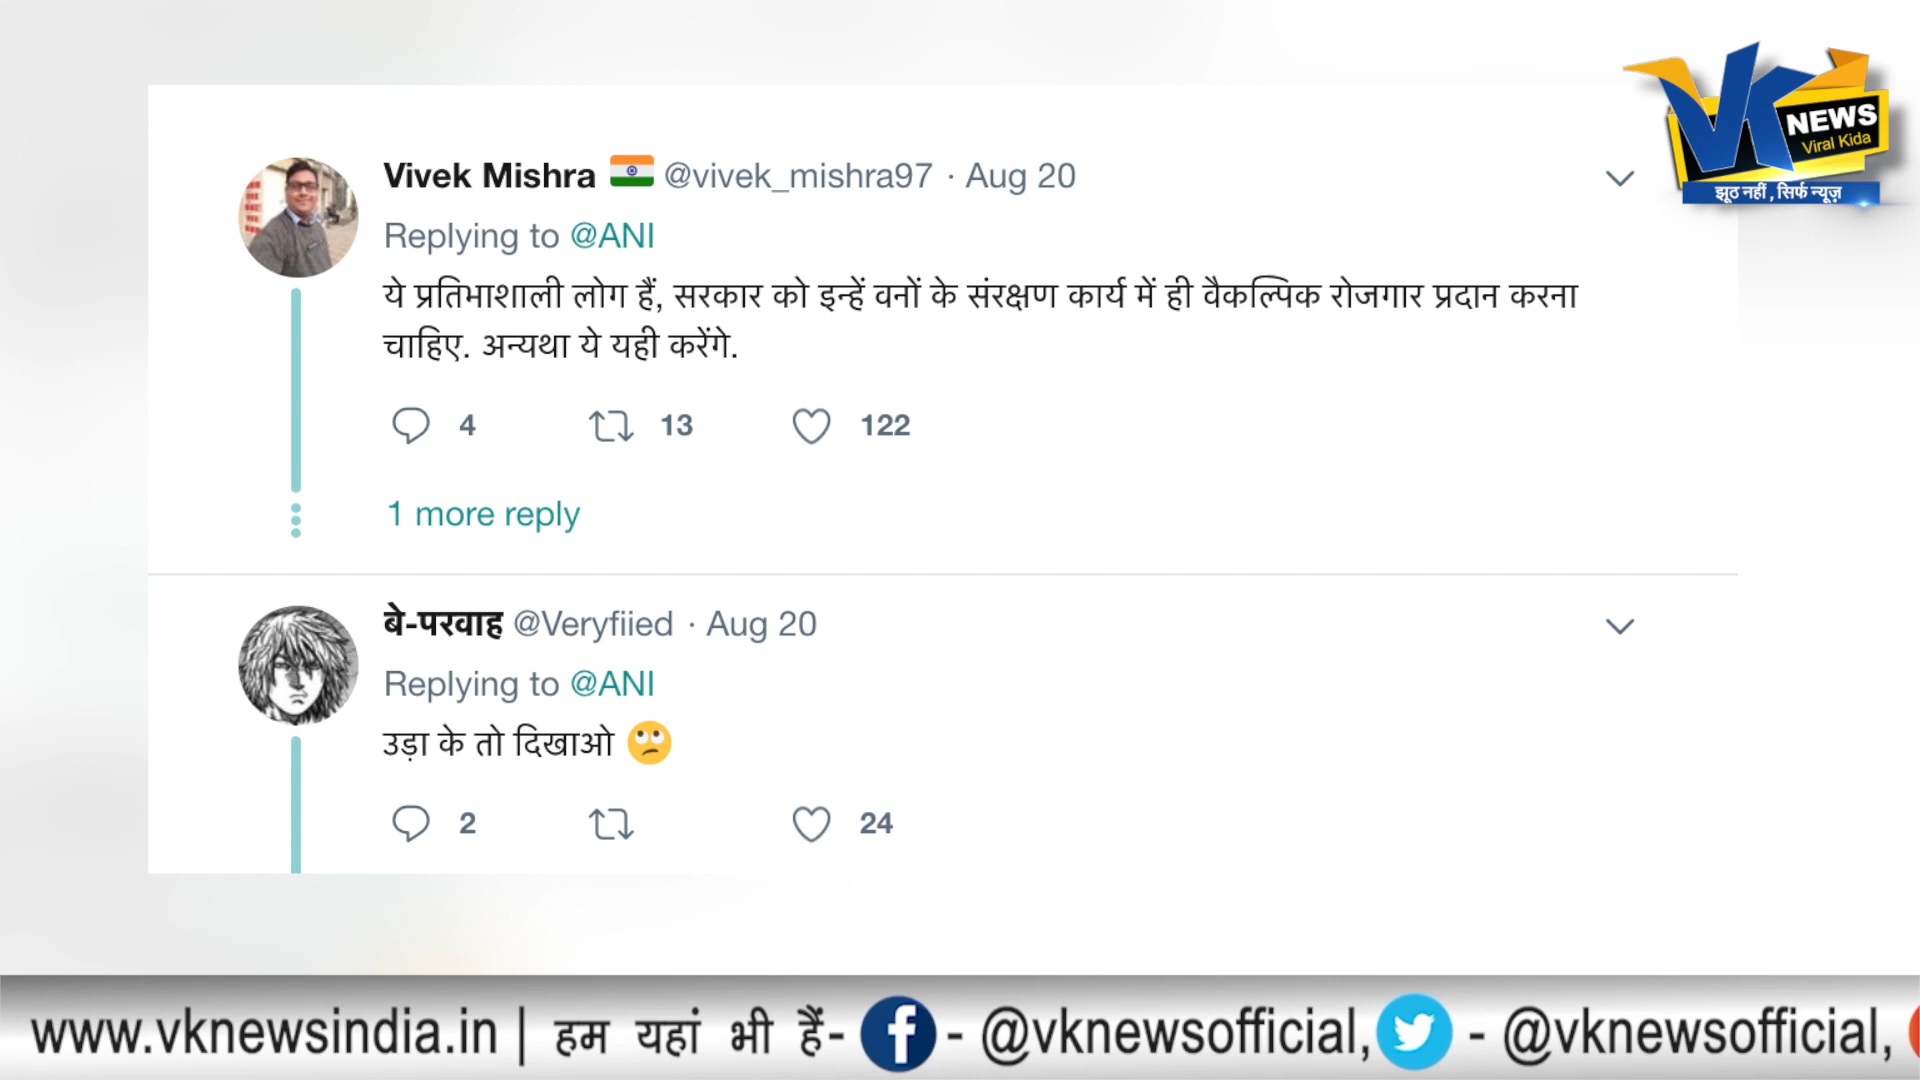 VK NEWS
Viral Kida
झूठ नहीं, सिर्फ न्यूज़
Vivek Mishra @vivek_mishra97 · Aug 20
Replying to @ANI
ये प्रतिभाशाली लोग हैं, सरकार को इन्हें वनों के संरक्षण कार्य में ही वैकल्पिक रोजगार प्रदान करना
चाहिए. अन्यथा ये यही करेंगे.
4 13 122
1 more reply
बे-परवाह @Veryfiied · Aug 20
Replying to @ANI
उड़ा के तो दिखाओ 🙄
2 24
www.vknewsindia.in | हम यहां भी हैं- f - @vknewsofficial, - @vknewsofficial,